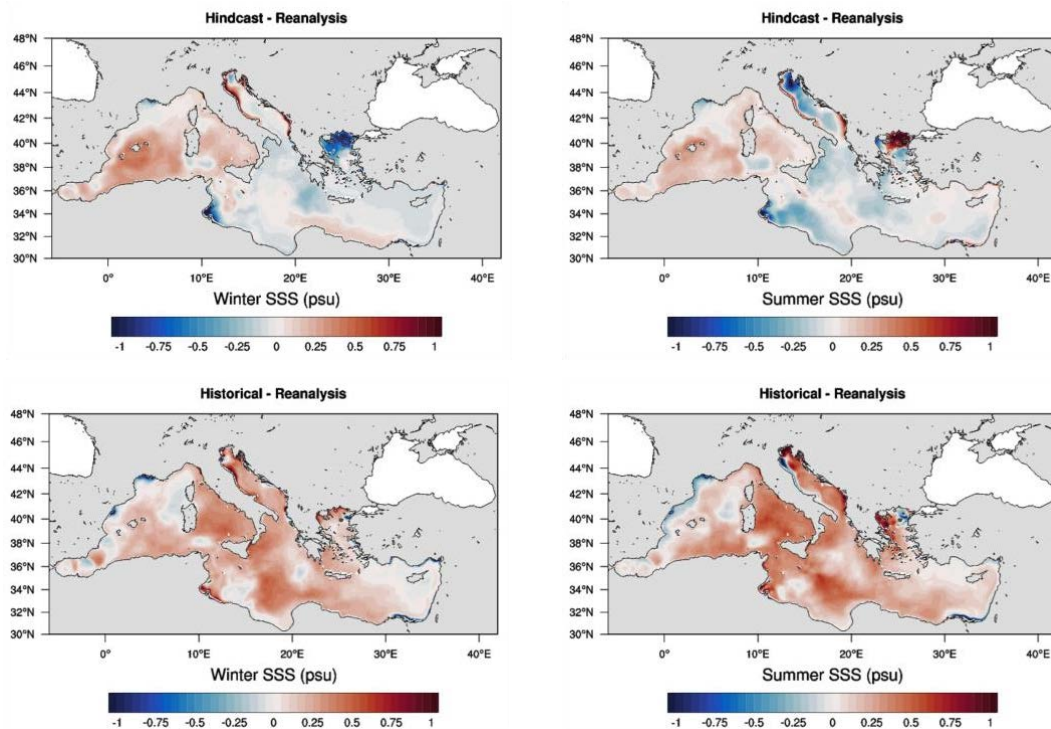 Hindcast - Reanalysis
48°N
46°N
44°N
42°N
40°N
38°N
36°N
34°N
32°N
30°N
0°
10°E
20°E
30°E
40°E
Winter SSS (psu)
-1 -0.75 -0.5 -0.25 0 0.25 0.5 0.75 1
Hindcast - Reanalysis
48°N
46°N
44°N
42°N
40°N
38°N
36°N
34°N
32°N
30°N
0°
10°E
20°E
30°E
40°E
Summer SSS (psu)
-1 -0.75 -0.5 -0.25 0 0.25 0.5 0.75 1
Historical - Reanalysis
48°N
46°N
44°N
42°N
40°N
38°N
36°N
34°N
32°N
30°N
0°
10°E
20°E
30°E
40°E
Winter SSS (psu)
-1 -0.75 -0.5 -0.25 0 0.25 0.5 0.75 1
Historical - Reanalysis
48°N
46°N
44°N
42°N
40°N
38°N
36°N
34°N
32°N
30°N
0°
10°E
20°E
30°E
40°E
Summer SSS (psu)
-1 -0.75 -0.5 -0.25 0 0.25 0.5 0.75 1